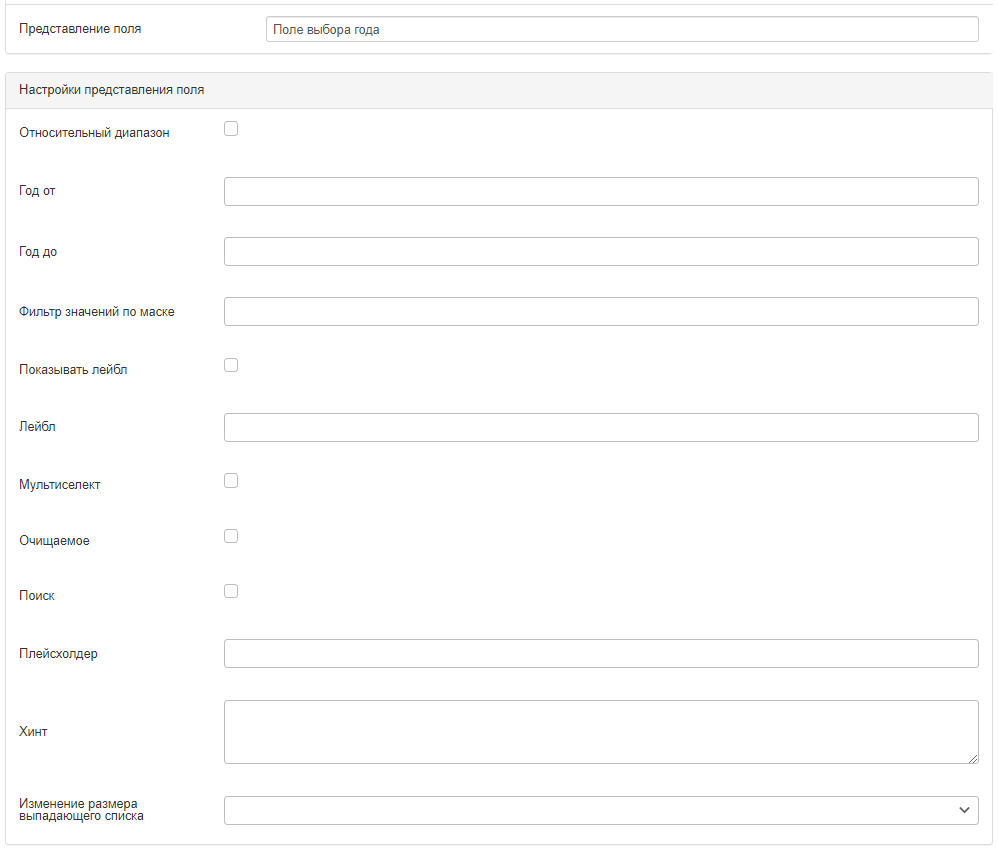 Представление поля
Поле выбора года
Настройки представления поля
Относительный диапазон
Год от
Год до
Фильтр значений по маске
Показывать лейбл
Лейбл
Мультиселект
Очищаемое
Поиск
Плейсхолдер
Хинт
Изменение размера
выпадающего списка